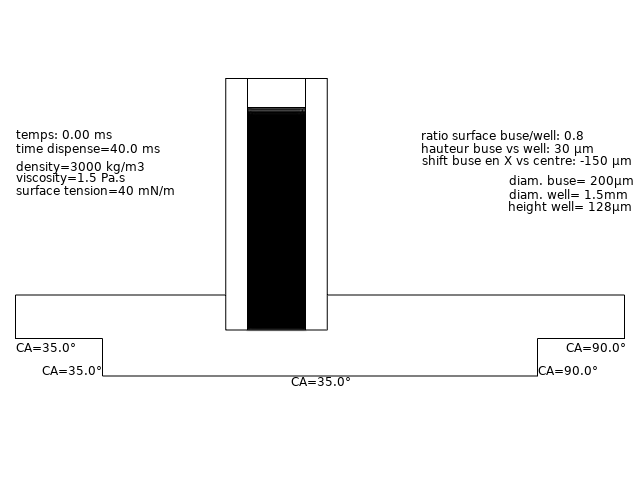 temps: 0.00 ms
time dispense=40.0 ms
density=3000 kg/m3
viscosity=1.5 Pa.s
surface tension=40 mN/m
ratio surface buse/well: 0.8
hauteur buse vs well: 30 µm
shift buse en X vs centre: -150 µm
diam. buse= 200µm
diam. well= 1.5mm
height well= 128µm
CA=35.0°
CA=90.0°
CA=35.0°
CA=90.0°
CA=35.0°